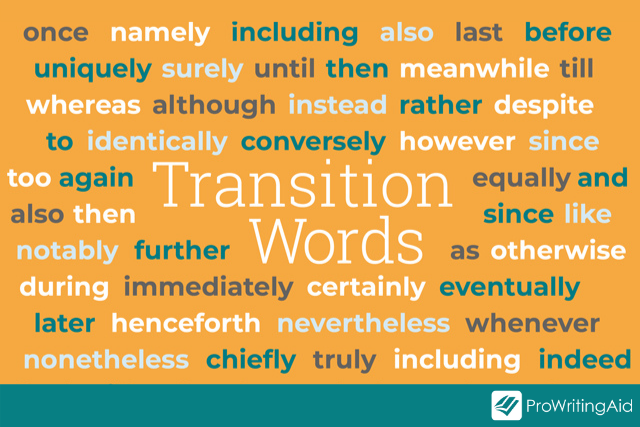 once namely including also last before
uniquely surely until then meanwhile till
whereas although instead rather despite
to identically conversely however since
too again Transition equally and
also then since like
Words
notably further as otherwise
during immediately certainly eventually
later henceforth nevertheless whenever
nonetheless chiefly truly including indeed
ProWritingAid